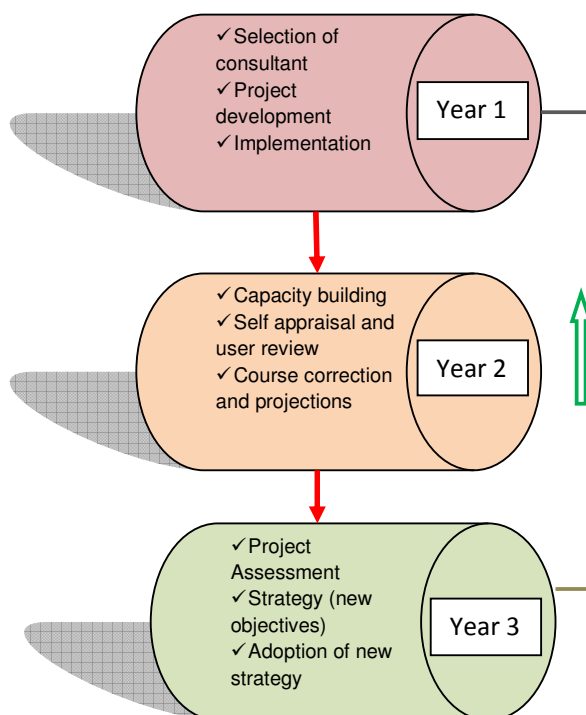 ✓Selection of
consultant
✓Project
development
✓Implementation
Year 1
✓Capacity building
✓Self appraisal and
user review
✓Course correction
and projections
Year 2
✓Project
Assessment
✓Strategy (new
objectives)
✓Adoption of new
strategy
Year 3